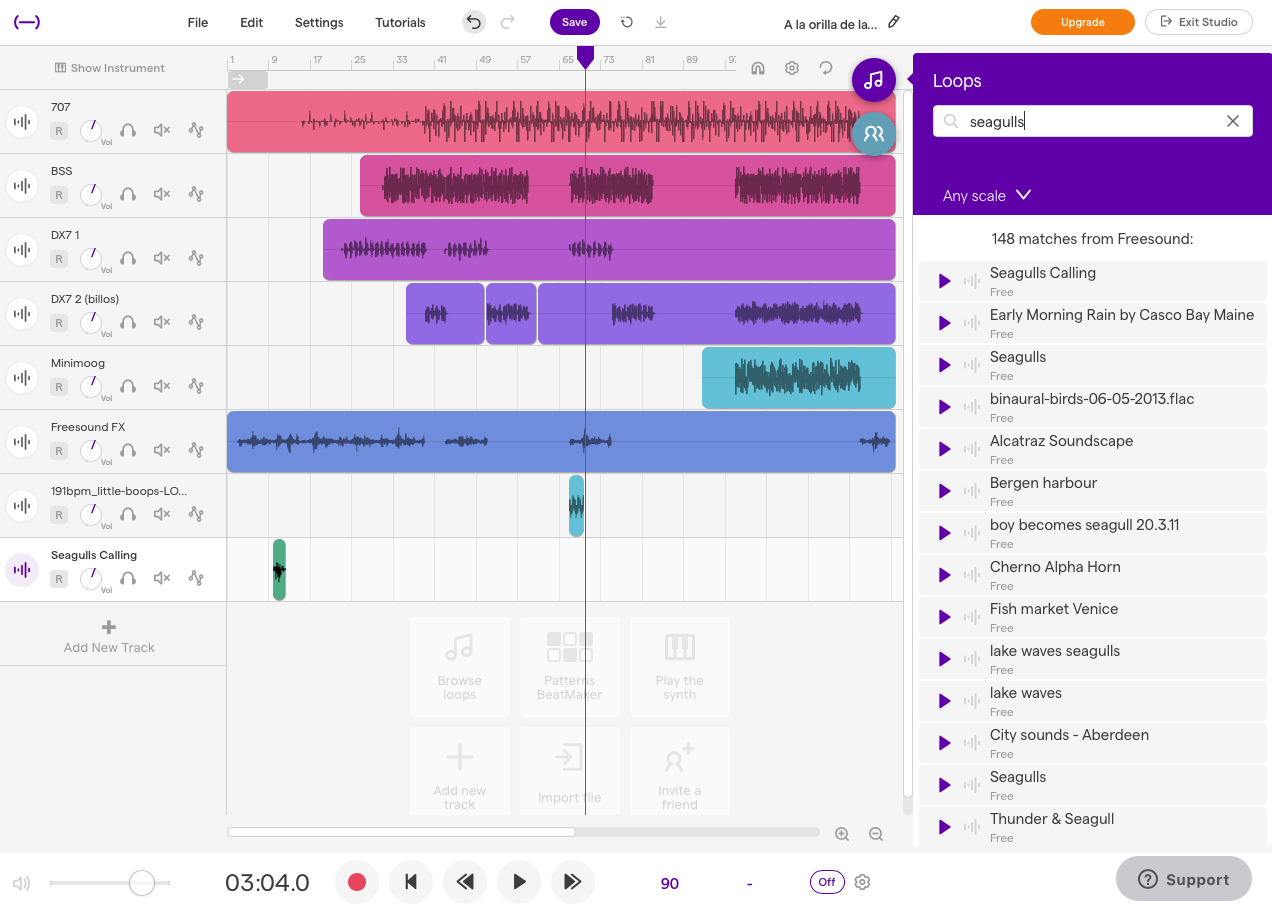 File Edit Settings Tutorials Save A la orilla de la... Upgrade Exit Studio
Show Instrument
1 9 17 25 33 41 49 57 65 73 81 89
Loops
seagulls
Any scale
148 matches from Freesound:
707
R Vol
BSS
R Vol
DX7 1
R Vol
DX7 2 (billos)
R Vol
Minimoog
R Vol
Freesound FX
R Vol
191bpm_little-boops-LO...
R Vol
Seagulls Calling
R Vol
Add New Track
Browse
loops
Patterns
BeatMaker
Play the
synth
Add new
track
Import file
Invite a
friend
Seagulls Calling
Free
Early Morning Rain by Casco Bay Maine
Free
Seagulls
Free
binaural-birds-06-05-2013.flac
Free
Alcatraz Soundscape
Free
Bergen harbour
Free
boy becomes seagull 20.3.11
Free
Cherno Alpha Horn
Free
Fish market Venice
Free
lake waves seagulls
Free
lake waves
Free
City sounds - Aberdeen
Free
Seagulls
Free
Thunder & Seagull
Free
03:04.0 90 - Off Support